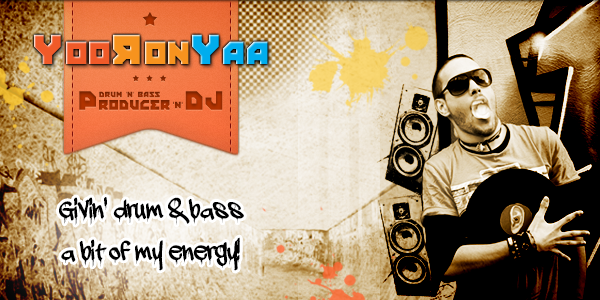 YooRonYaa
DRUM 'N' BASS
PRODUCER 'N' DJ
Givin' drum & bass
a bit of my energy!